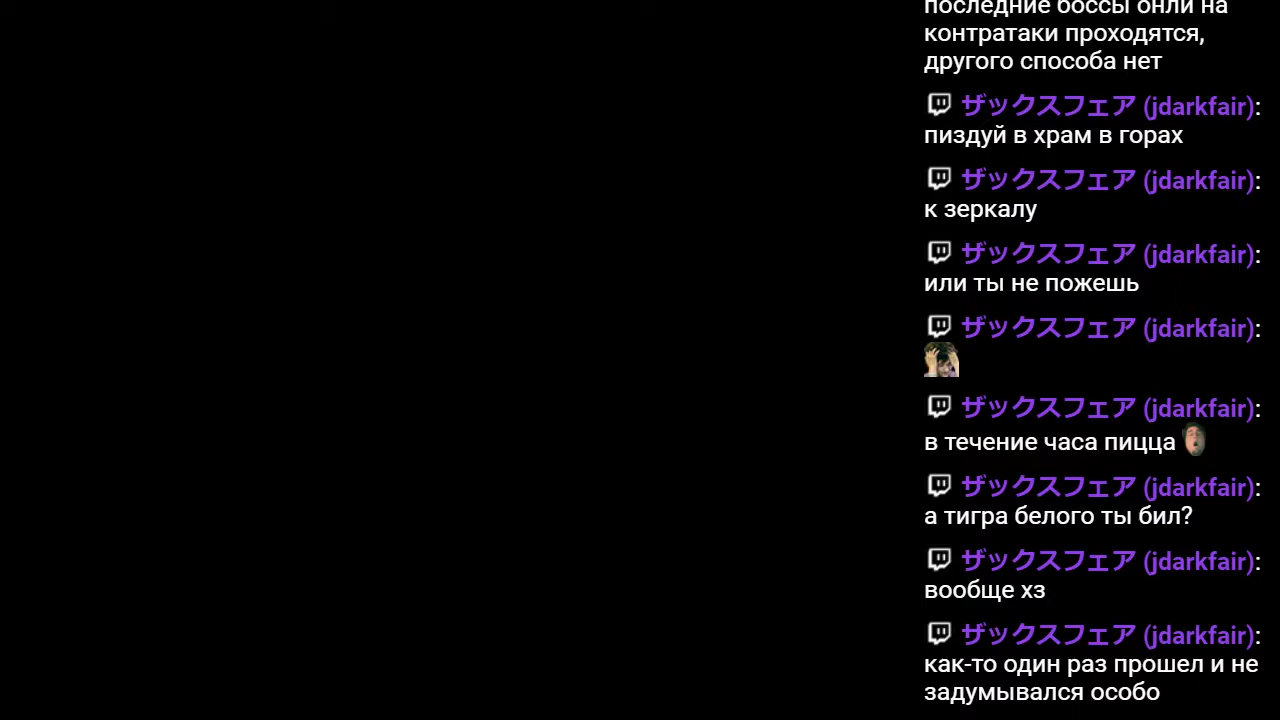 последние боссы онли на
контратаки проходятся,
другого способа нет
ザックスフェア (jdarkfair):
пиздуй в храм в горах
ザックスフェア (jdarkfair):
к зеркалу
ザックスフェア (jdarkfair):
или ты не пожешь
ザックスフェア (jdarkfair):
ザックスフェア (jdarkfair):
в течение часа пицца
ザックスフェア (jdarkfair):
а тигра белого ты бил?
ザックスフェア (jdarkfair):
вообще хз
ザックスフェア (jdarkfair):
как-то один раз прошел и не
задумывался особо